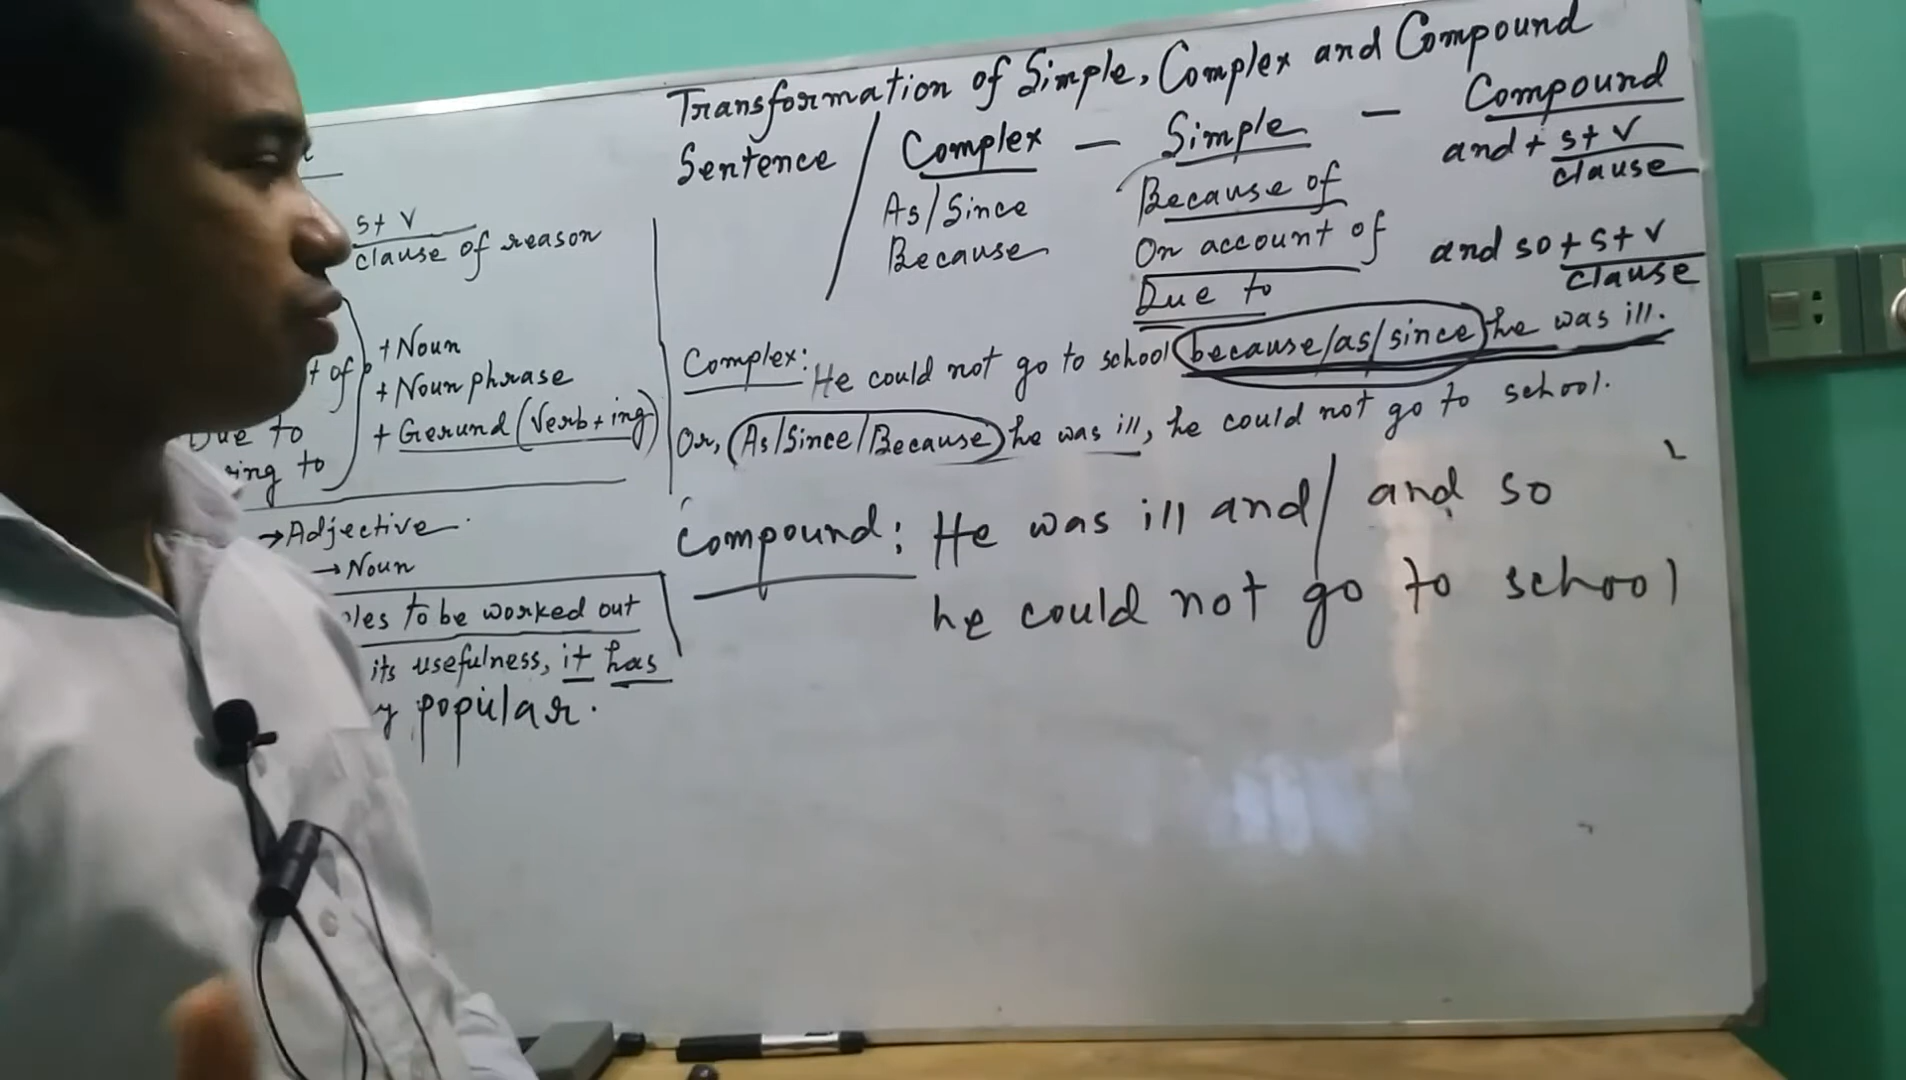 Transformation of Simple, Complex and Compound
Sentence / Complex — Simple — Compound
As/Since
Because
Because of
On account of
Due to
and + S + V
clause
and so + S + V
clause
Complex: He could not go to school because/as/since he was ill.
Or, As/Since/Because he was ill, he could not go to school.
Compound: He was ill and / and so
he could not go to school
S + V
clause of reason
of
Due to
to
+ Noun
+ Noun phrase
+ Gerund (Verb + ing)
→ Adjective
→ Noun
to be worked out
its usefulness, it has
popular.